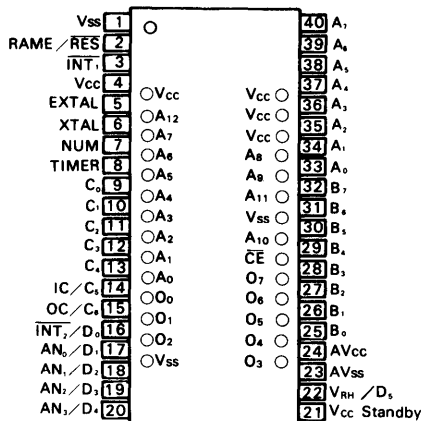 Vss 1
RAME/R̅E̅S̅ 2
I̅N̅T̅₁ 3
Vcc 4
EXTAL 5
XTAL 6
NUM 7
TIMER 8
C₀ 9
C₁ 10
C₂ 11
C₃ 12
C₄ 13
IC/C₅ 14
OC/C₆ 15
I̅N̅T̅₂/D₀ 16
AN₀/D₁ 17
AN₁/D₂ 18
AN₂/D₃ 19
AN₃/D₄ 20
Vcc
A₁₂
A₇
A₆
A₅
A₄
A₃
A₂
A₁
A₀
O₀
O₁
O₂
Vss
Vcc
Vcc
Vcc
A₈
A₉
A₁₁
Vss
A₁₀
C̅E̅
O₇
O₆
O₅
O₄
O₃
40 A₇
39 A₆
38 A₅
37 A₄
36 A₃
35 A₂
34 A₁
33 A₀
32 B₇
31 B₆
30 B₅
29 B₄
28 B₃
27 B₂
26 B₁
25 B₀
24 AVcc
23 AVss
22 VRH /D₅
21 Vcc Standby